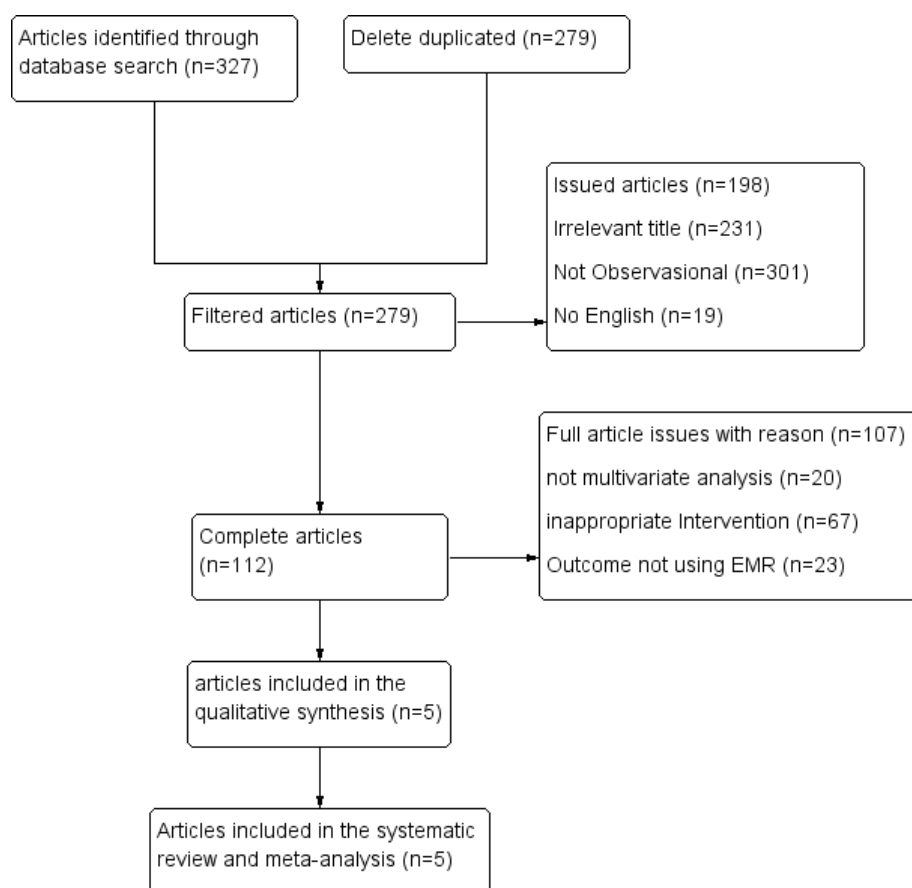 Articles identified through
database search (n=327)
Delete duplicated (n=279)
Issued articles (n=198)
Irrelevant title (n=231)
Not Observasional (n=301)
No English (n=19)
Filtered articles (n=279)
Full article issues with reason (n=107)
not multivariate analysis (n=20)
inappropriate Intervention (n=67)
Outcome not using EMR (n=23)
Complete articles
(n=112)
articles included in the
qualitative synthesis (n=5)
Articles included in the systematic
review and meta-analysis (n=5)